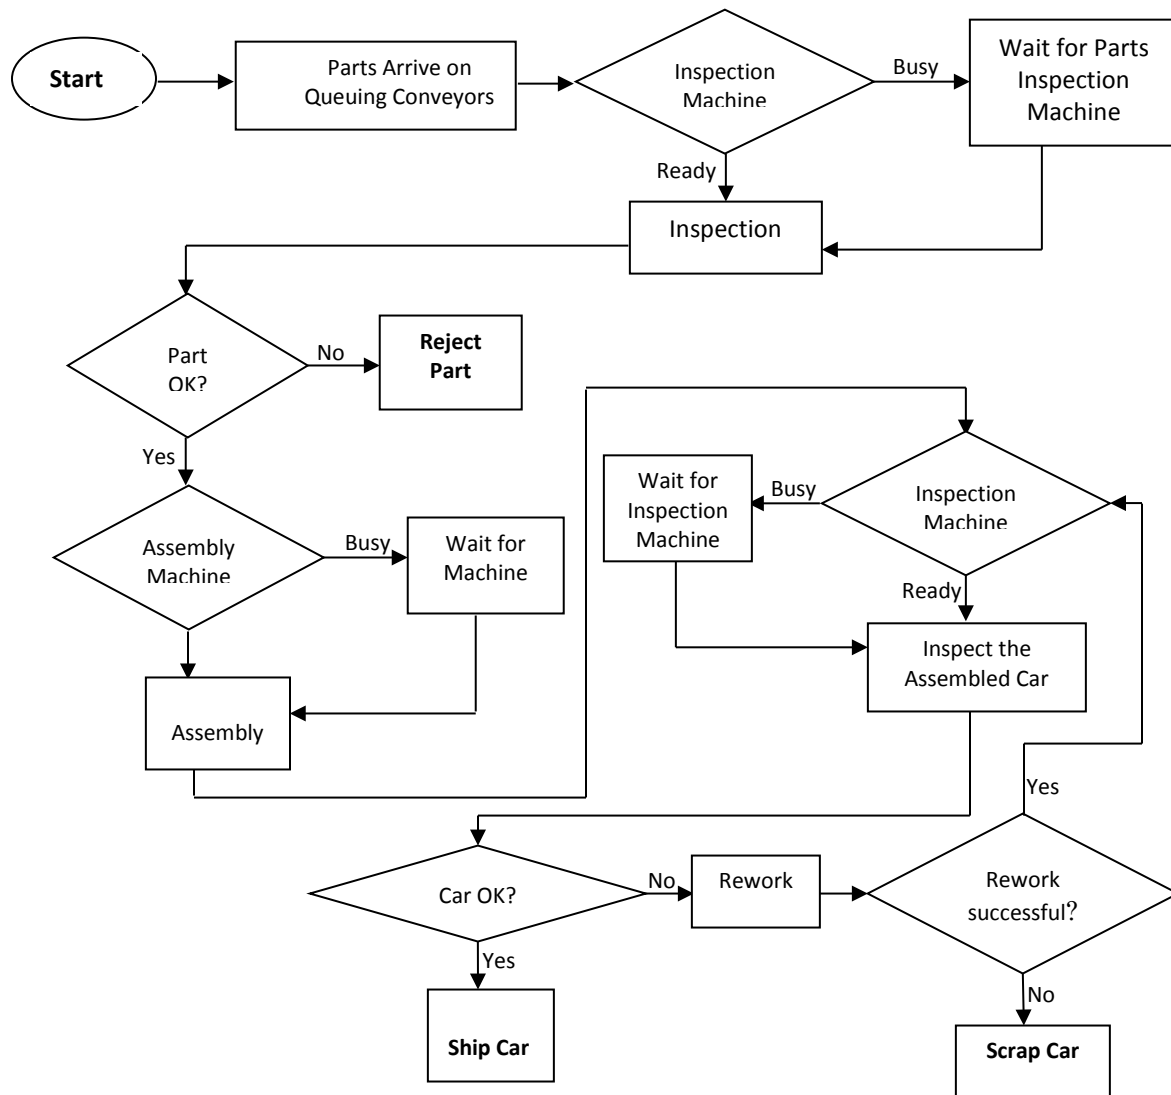 Start
Parts Arrive on
Queuing Conveyors
Inspection
Machine
Busy
Wait for Parts
Inspection
Machine
Ready
Inspection
Part
OK?
No
Reject
Part
Yes
Assembly
Machine
Busy
Wait for
Machine
Assembly
Inspection
Machine
Busy
Wait for
Inspection
Machine
Ready
Inspect the
Assembled Car
Car OK?
No
Rework
Rework
successful?
Yes
Yes
Ship Car
No
Scrap Car